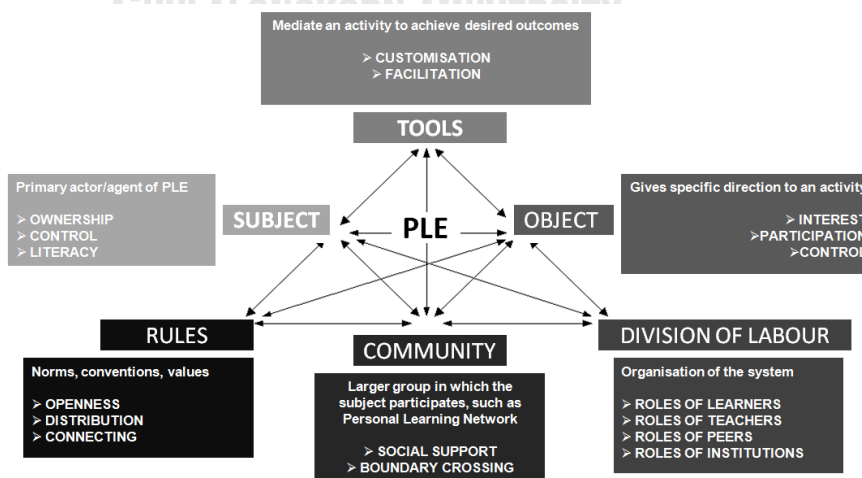 Mediate an activity to achieve desired outcomes
➢ CUSTOMISATION
➢ FACILITATION
TOOLS
Primary actor/agent of PLE
➢ OWNERSHIP
➢ CONTROL
➢ LITERACY
SUBJECT
PLE
OBJECT
Gives specific direction to an activity
➢ INTEREST
➢PARTICIPATION
➢CONTROL
RULES
Norms, conventions, values
➢ OPENNESS
➢ DISTRIBUTION
➢ CONNECTING
COMMUNITY
Larger group in which the
subject participates, such as
Personal Learning Network
➢ SOCIAL SUPPORT
➢ BOUNDARY CROSSING
DIVISION OF LABOUR
Organisation of the system
➢ ROLES OF LEARNERS
➢ ROLES OF TEACHERS
➢ ROLES OF PEERS
➢ ROLES OF INSTITUTIONS